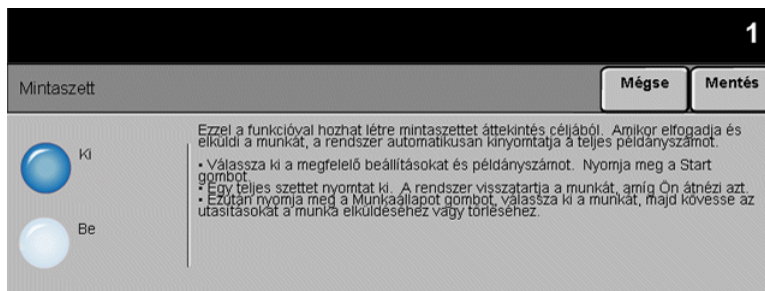 1
Mintaszett
Mégse
Mentés
Ki
Be
Ezzel a funkcióval hozhat létre mintaszettet áttekintés céljából. Amikor elfogadja és
elküldi a munkát, a rendszer automatikusan kinyomtatja a teljes példányszámot.
• Válassza ki a megfelelő beállításokat és példányszámot. Nyomja meg a Start
gombot.
• Egy teljes szettet nyomtat ki. A rendszer visszatartja a munkát, amíg Ön átnézi azt.
• Ezután nyomja meg a Munkaállapot gombot, válassza ki a munkát, majd kövesse az
utasításokat a munka elküldéséhez vagy törléséhez.